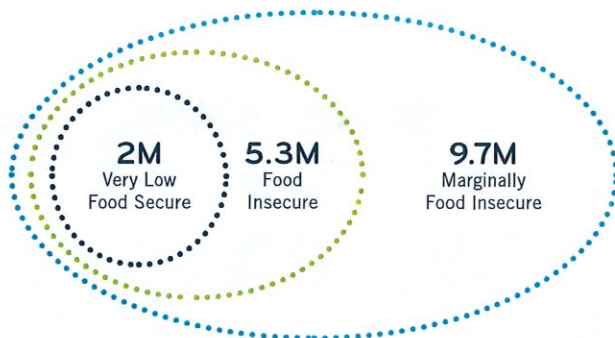 2M
Very Low
Food Secure
5.3M
Food
Insecure
9.7M
Marginally
Food Insecure